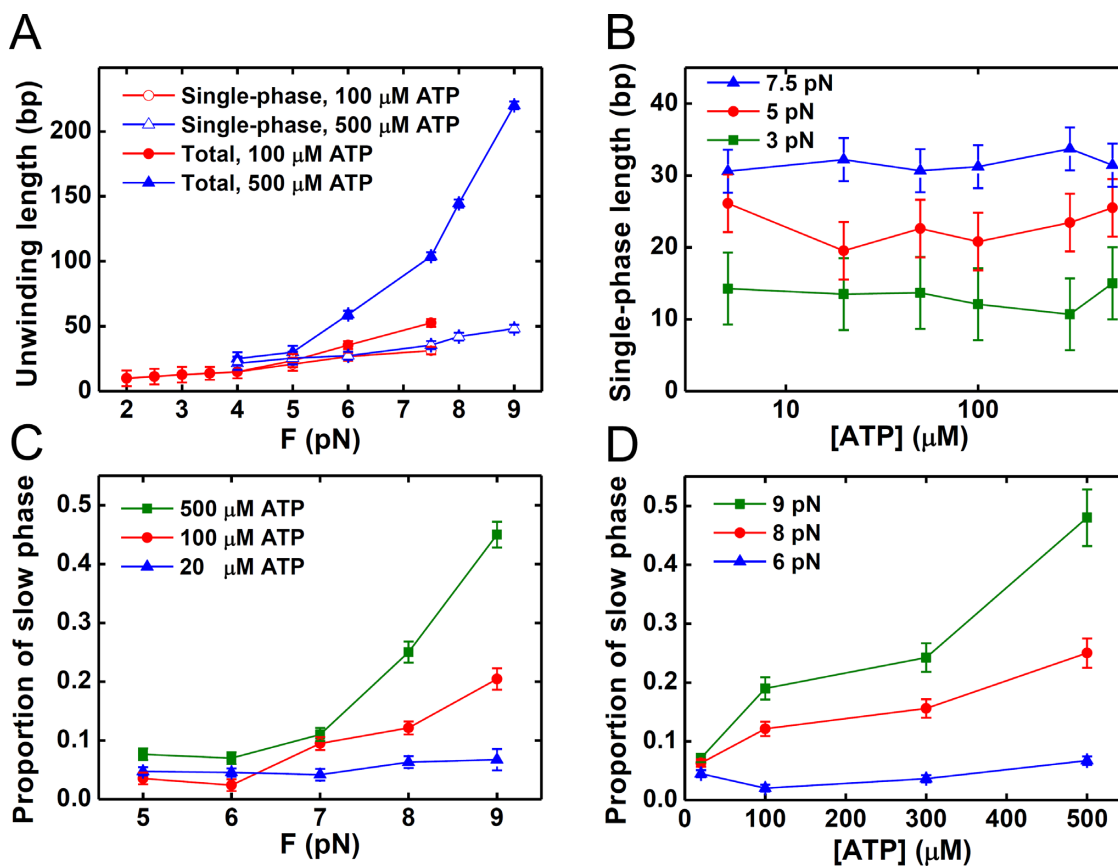 A
Unwinding length (bp)
Single-phase, 100 μM ATP
Single-phase, 500 μM ATP
Total, 100 μM ATP
Total, 500 μM ATP
200
150
100
50
0
2 3 4 5 6 7 8 9
F (pN)
B
Single-phase length (bp)
7.5 pN
5 pN
3 pN
40
30
20
10
0
10 100
[ATP] (μM)
C
Proportion of slow phase
500 μM ATP
100 μM ATP
20 μM ATP
0.5
0.4
0.3
0.2
0.1
0.0
5 6 7 8 9
F (pN)
D
Proportion of slow phase
9 pN
8 pN
6 pN
0.5
0.4
0.3
0.2
0.1
0.0
0 100 200 300 400 500
[ATP] (μM)